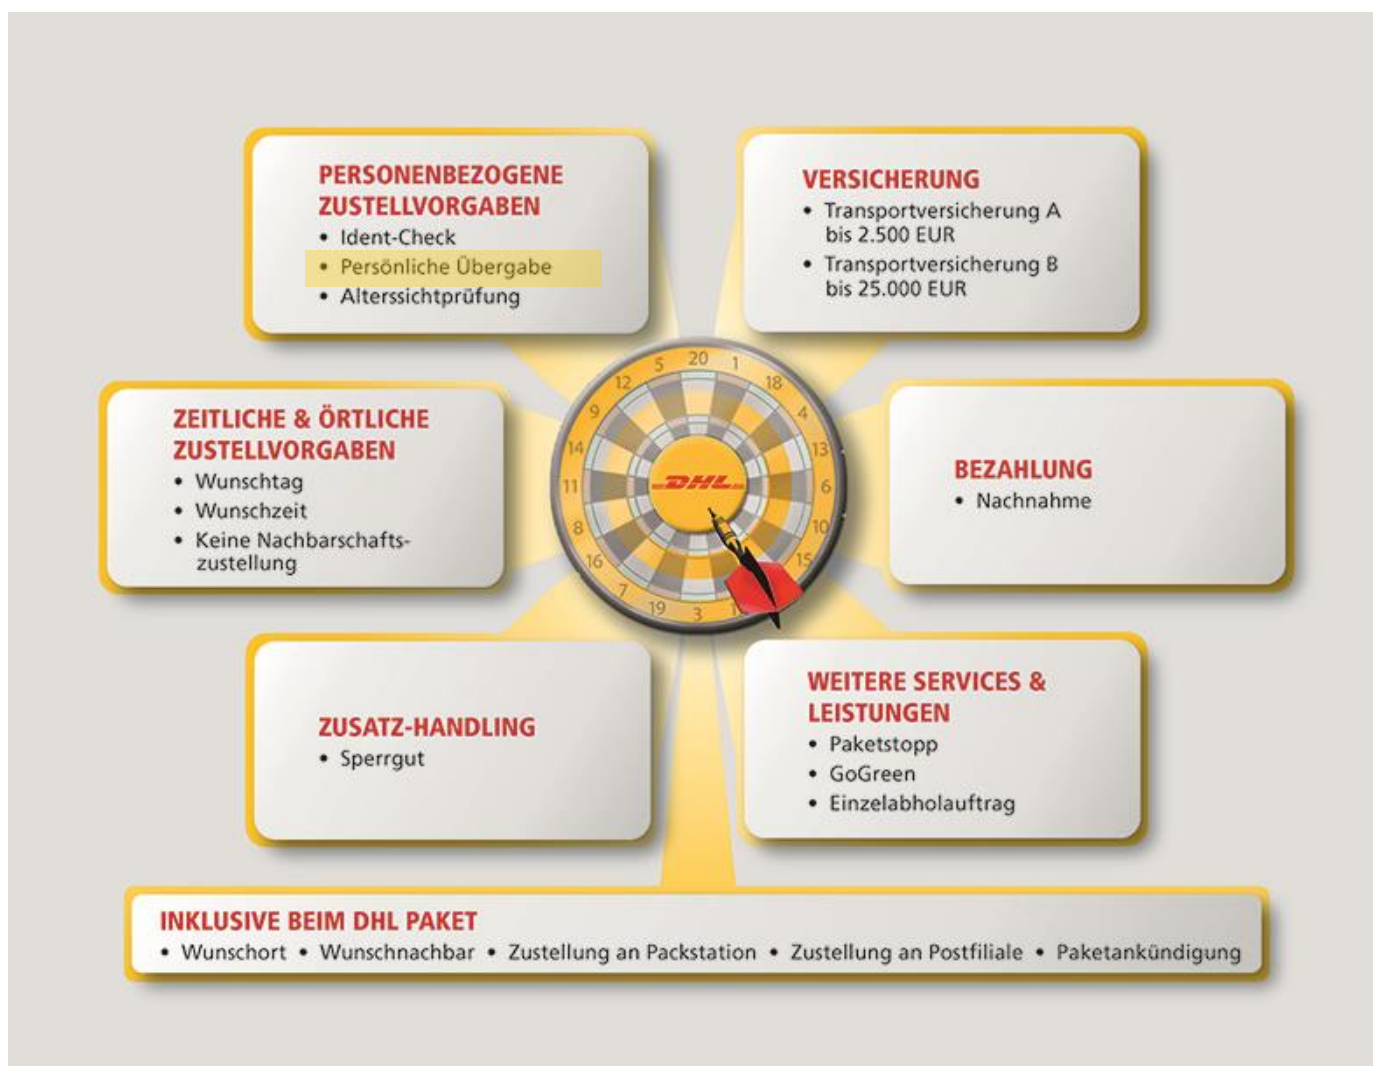 PERSONENBEZOGENE
ZUSTELLVORGABEN
• Ident-Check
• Persönliche Übergabe
• Alterssichtprüfung
VERSICHERUNG
• Transportversicherung A
bis 2.500 EUR
• Transportversicherung B
bis 25.000 EUR
ZEITLICHE & ÖRTLICHE
ZUSTELLVORGABEN
• Wunschtag
• Wunschzeit
• Keine Nachbarschafts-
zustellung
20
1
18
4
13
6
10
15
3
19
7
16
8
11
14
9
12
5
DHL
BEZAHLUNG
• Nachnahme
ZUSATZ-HANDLING
• Sperrgut
WEITERE SERVICES &
LEISTUNGEN
• Paketstopp
• GoGreen
• Einzelabholauftrag
INKLUSIVE BEIM DHL PAKET
• Wunschort • Wunschnachbar • Zustellung an Packstation • Zustellung an Postfiliale • Paketankündigung